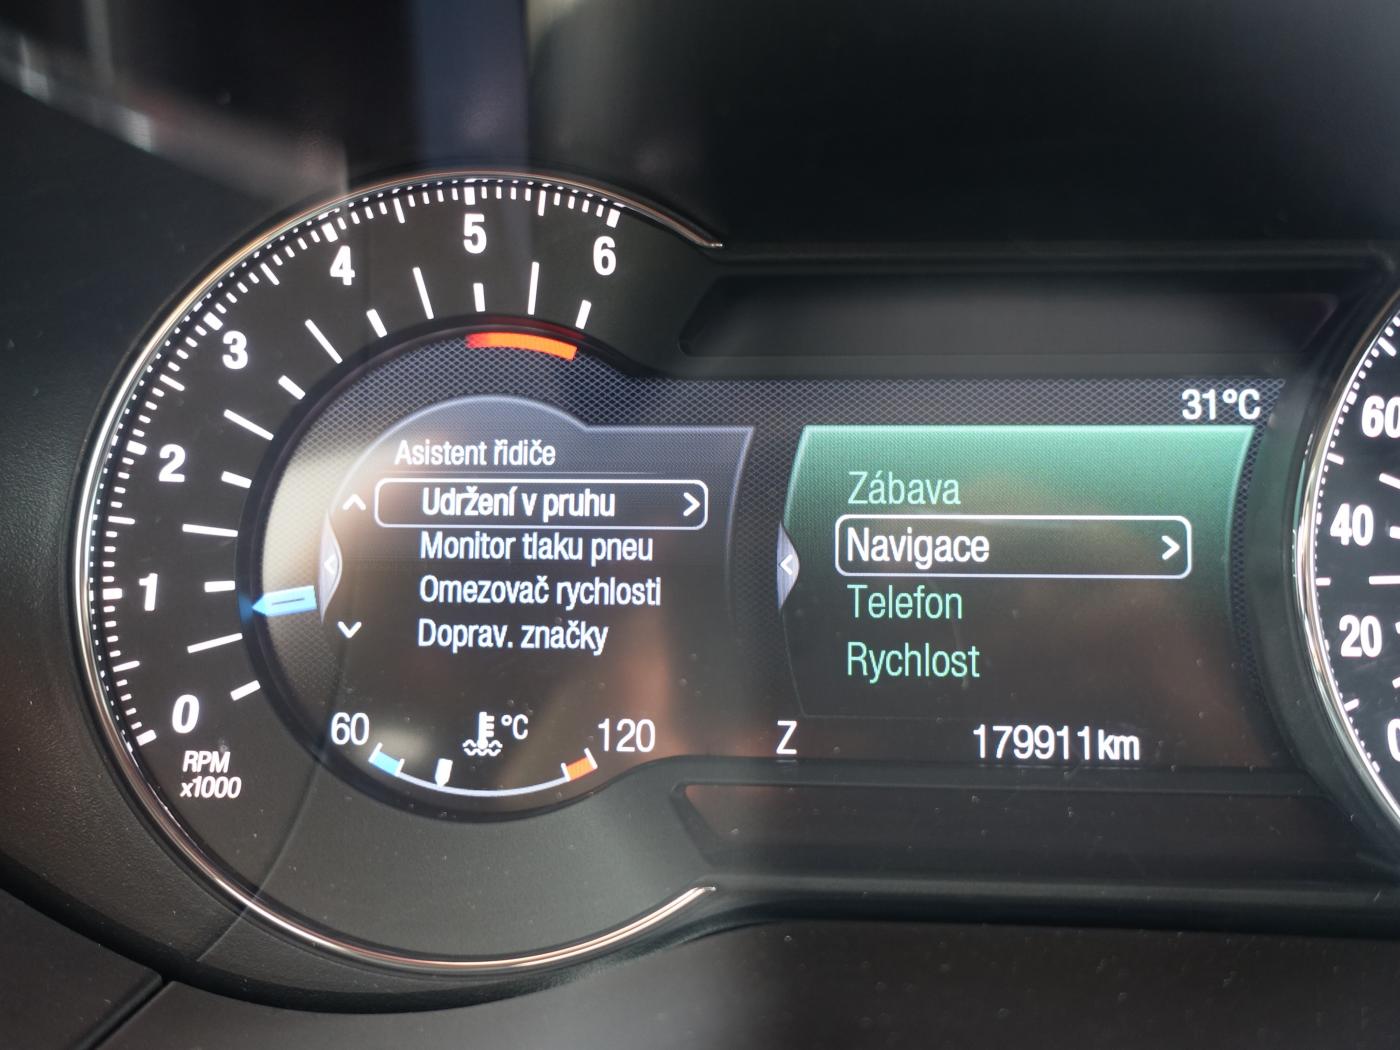 6
5
4
3
2
1
0
RPM
x1000
Asistent řidiče
Udržení v pruhu
Monitor tlaku pneu
Omezovač rychlosti
Doprav. značky
60
°C
120
31°C
Zábava
Navigace
Telefon
Rychlost
Z
179911km
60
40
20
0